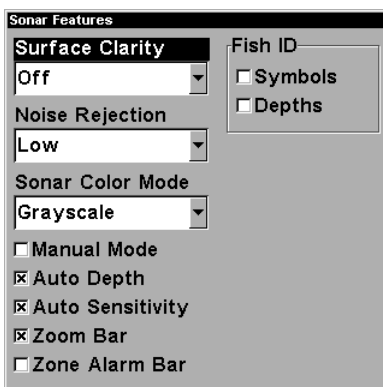 Sonar Features
Surface Clarity
Off
Noise Rejection
Low
Sonar Color Mode
Grayscale
Manual Mode
Auto Depth
Auto Sensitivity
Zoom Bar
Zone Alarm Bar
Fish ID
Symbols
Depths